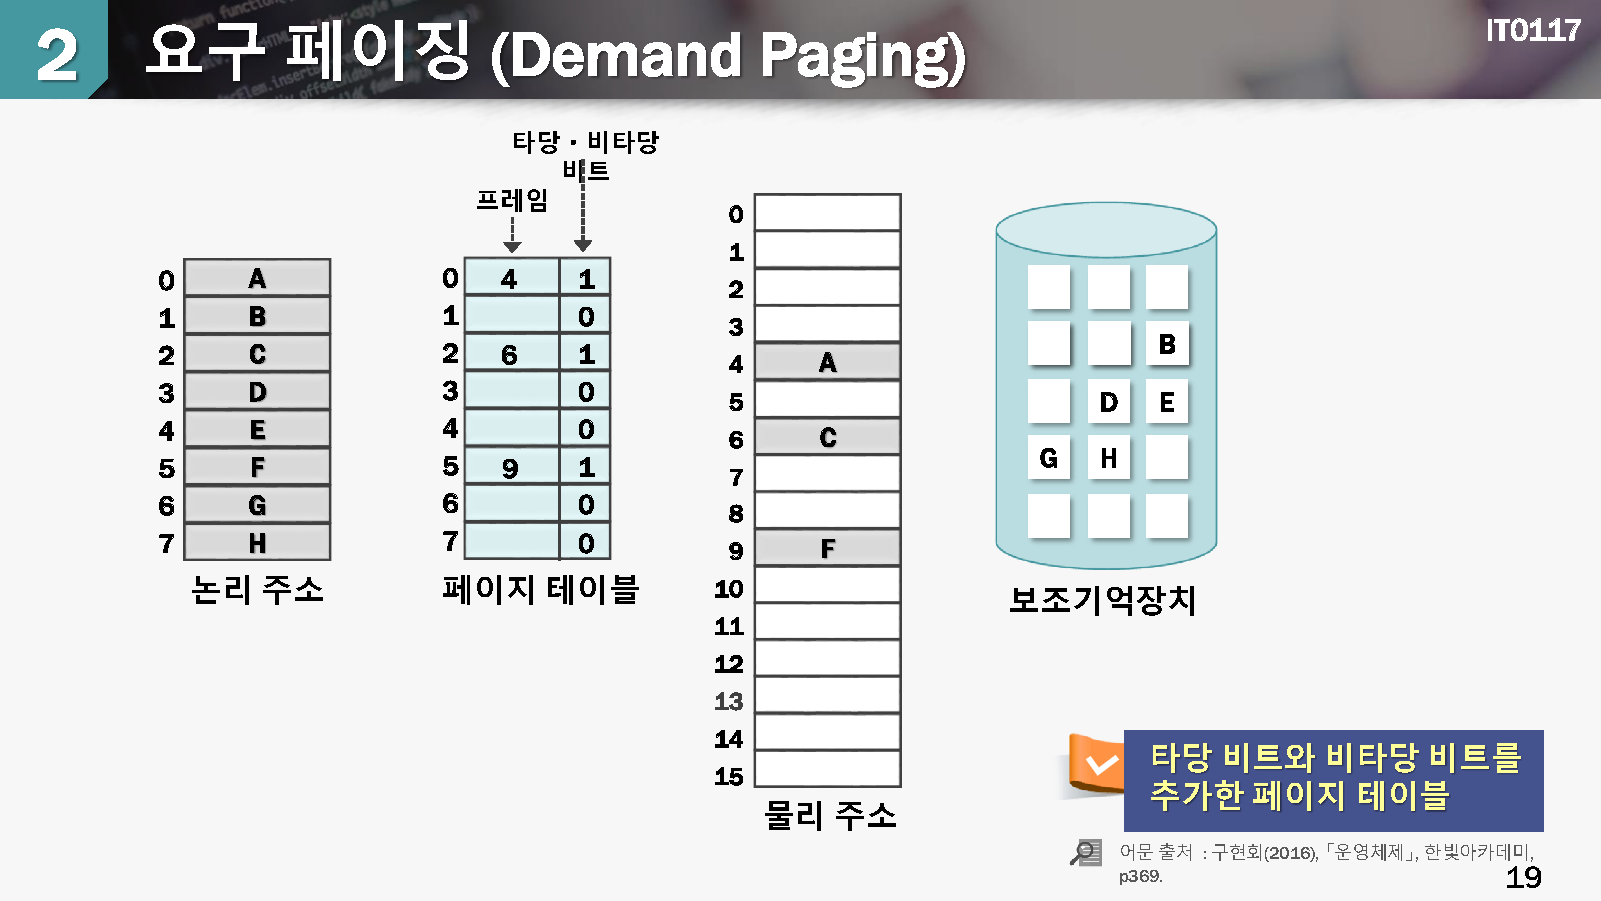 2
요구 페이징 (Demand Paging)
IT0117
타당·비타당
비트
프레임
0 A
1 B
2 C
3 D
4 E
5 F
6 G
7 H
논리 주소
0 4 1
1 0
2 6 1
3 0
4 0
5 9 1
6 0
7 0
페이지 테이블
0
1
2
3
4 A
5
6 C
7
8
9 F
10
11
12
13
14
15
물리 주소
B
D E
G H
보조기억장치
타당 비트와 비타당 비트를
추가한 페이지 테이블
어문 출처 : 구현회(2016), 「운영체제」, 한빛아카데미,
p369.
19